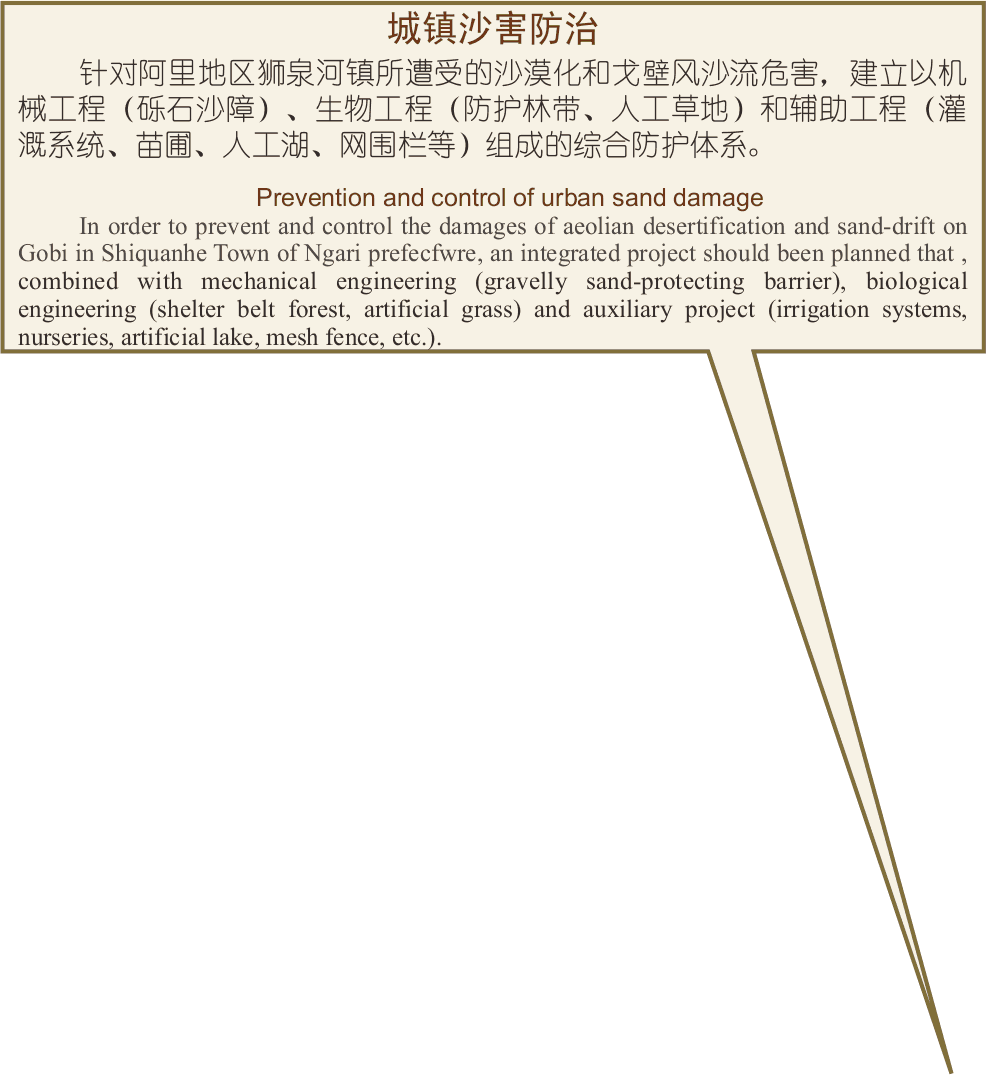 城镇沙害防治
针对阿里地区狮泉河镇所遭受的沙漠化和戈壁风沙流危害，建立以机
械工程（砾石沙障）、生物工程（防护林带、人工草地）和辅助工程（灌
溉系统、苗圃、人工湖、网围栏等）组成的综合防护体系。
Prevention and control of urban sand damage
In order to prevent and control the damages of aeolian desertification and sand-drift on
Gobi in Shiquanhe Town of Ngari prefecfwre, an integrated project should been planned that ,
combined with mechanical engineering (gravelly sand-protecting barrier), biological
engineering (shelter belt forest, artificial grass) and auxiliary project (irrigation systems,
nurseries, artificial lake, mesh fence, etc.).